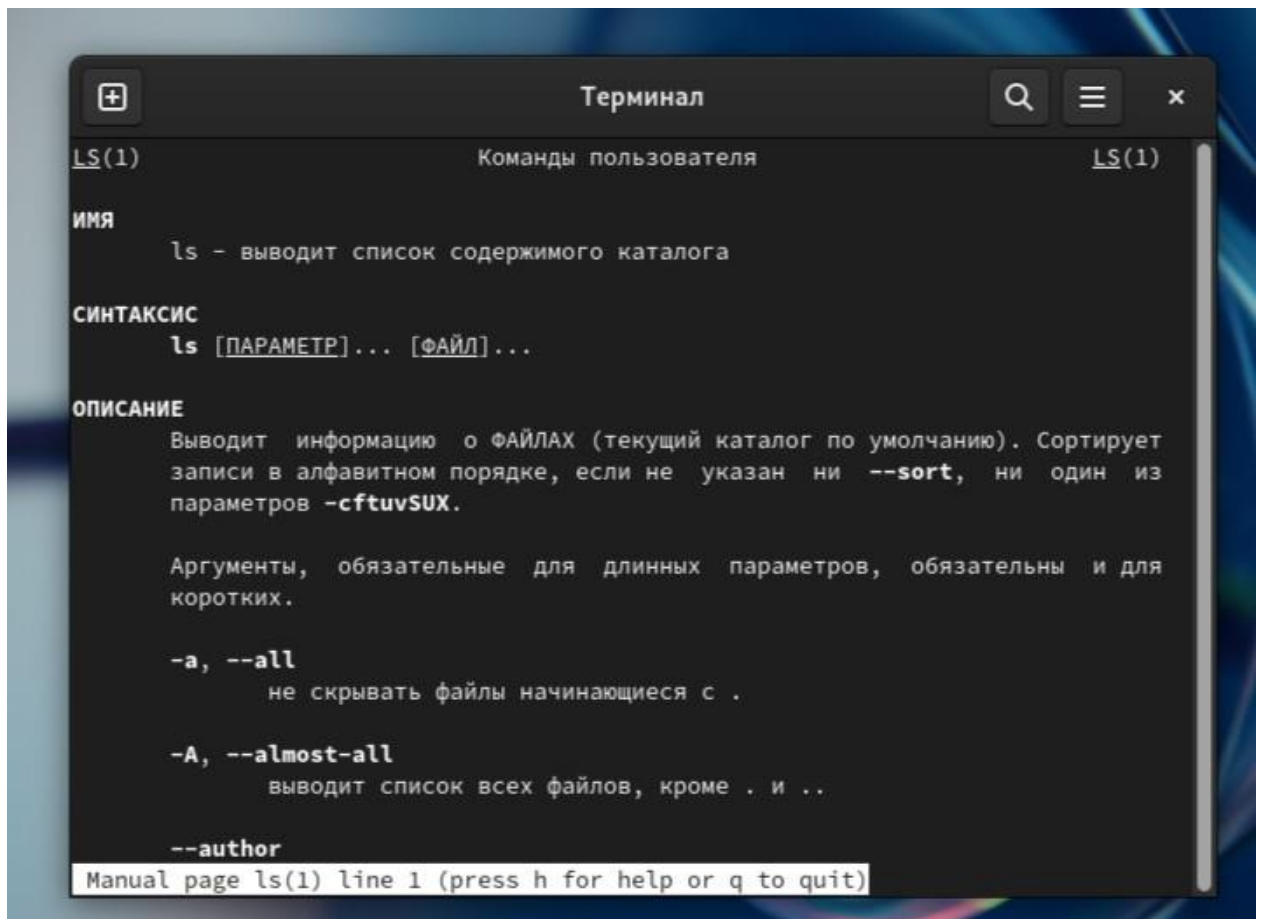 Терминал
LS(1) Команды пользователя LS(1)
ИМЯ
ls - выводит список содержимого каталога
СИнТАКСИС
ls [ПАРАМЕТР]... [ФАЙЛ]...
ОПИСАНИЕ
Выводит информацию о ФАЙЛАХ (текущий каталог по умолчанию). Сортирует
записи в алфавитном порядке, если не указан ни --sort, ни один из
параметров -cftuvSUX.
Аргументы, обязательные для длинных параметров, обязательны и для
коротких.
-a, --all
не скрывать файлы начинающиеся с .
-A, --almost-all
выводит список всех файлов, кроме . и ..
--author
Manual page ls(1) line 1 (press h for help or q to quit)